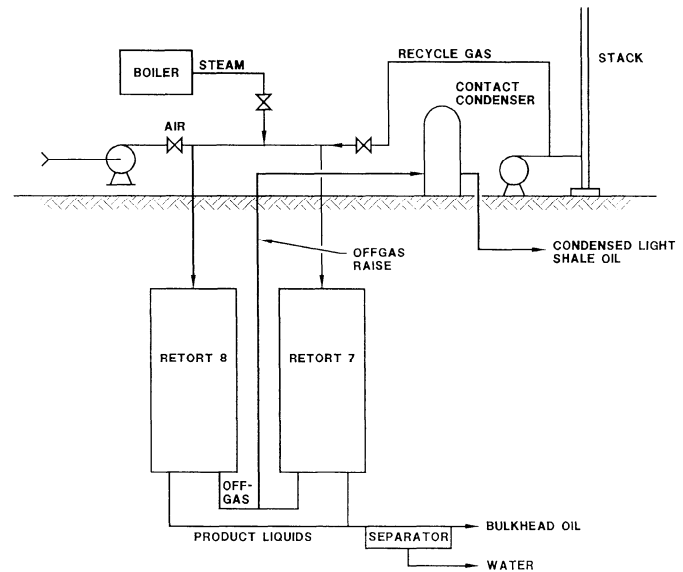 RECYCLE GAS
STACK
STEAM
BOILER
CONTACT
CONDENSER
AIR
OFFGAS
RAISE
CONDENSED LIGHT
SHALE OIL
RETORT 8
RETORT 7
OFF-
GAS
BULKHEAD OIL
PRODUCT LIQUIDS
SEPARATOR
WATER